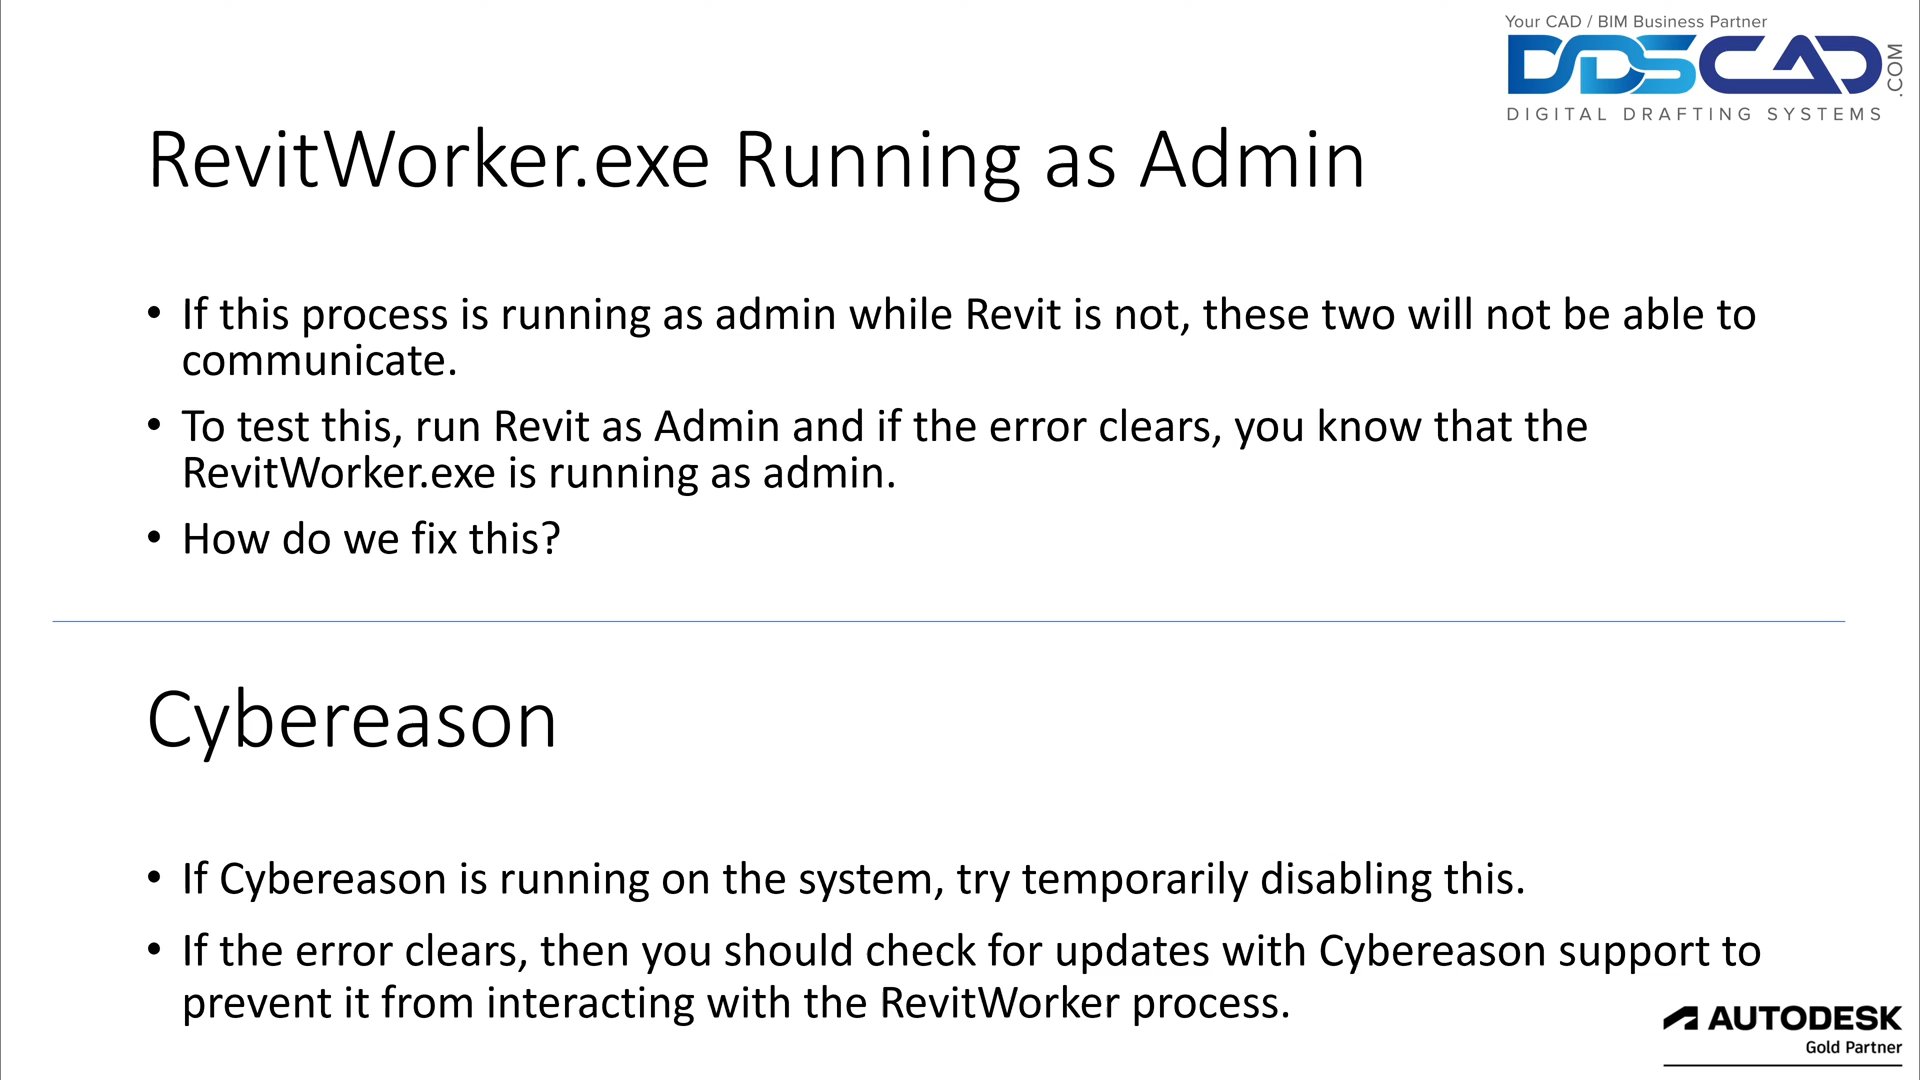 Your CAD / BIM Business Partner
DDSCAD
.COM
DIGITAL DRAFTING SYSTEMS
RevitWorker.exe Running as Admin
• If this process is running as admin while Revit is not, these two will not be able to
communicate.
• To test this, run Revit as Admin and if the error clears, you know that the
RevitWorker.exe is running as admin.
• How do we fix this?
Cybereason
• If Cybereason is running on the system, try temporarily disabling this.
• If the error clears, then you should check for updates with Cybereason support to
prevent it from interacting with the RevitWorker process.
AUTODESK
Gold Partner